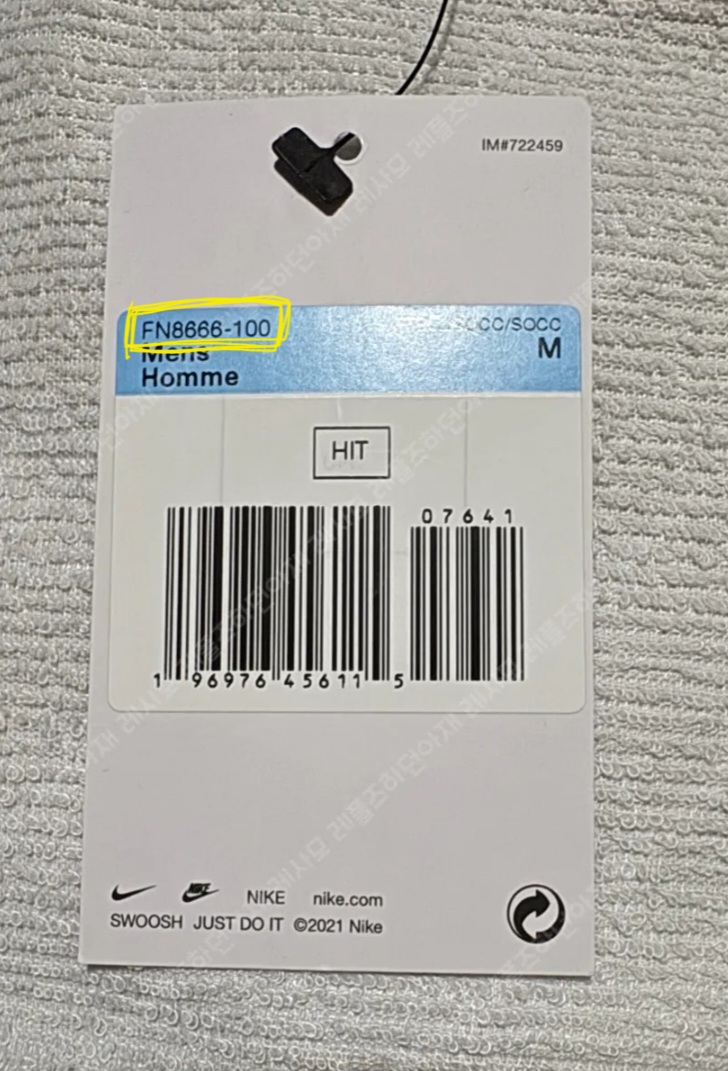 IM#722459
FN8666-100
SOCC/SOCC
Mens
M
Homme
HIT
07641
1 96976 45611 5
NIKE nike.com
SWOOSH JUST DO IT ©2021 Nike